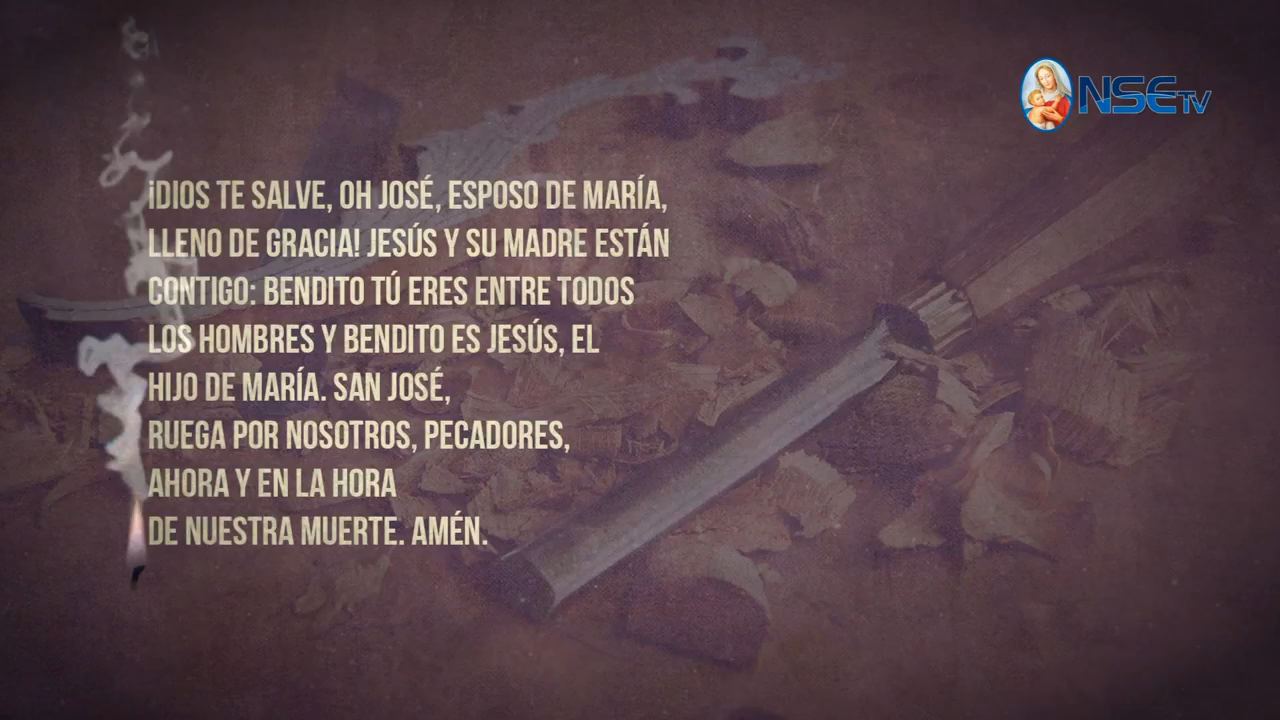 NSE TV
¡DIOS TE SALVE, OH JOSÉ, ESPOSO DE MARÍA,
LLENO DE GRACIA! JESÚS Y SU MADRE ESTÁN
CONTIGO: BENDITO TÚ ERES ENTRE TODOS
LOS HOMBRES Y BENDITO ES JESÚS, EL
HIJO DE MARÍA. SAN JOSÉ,
RUEGA POR NOSOTROS, PECADORES,
AHORA Y EN LA HORA
DE NUESTRA MUERTE. AMÉN.